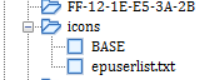 FF-12-1E-E5-3A-2B
icons
BASE
epuserlist.txt